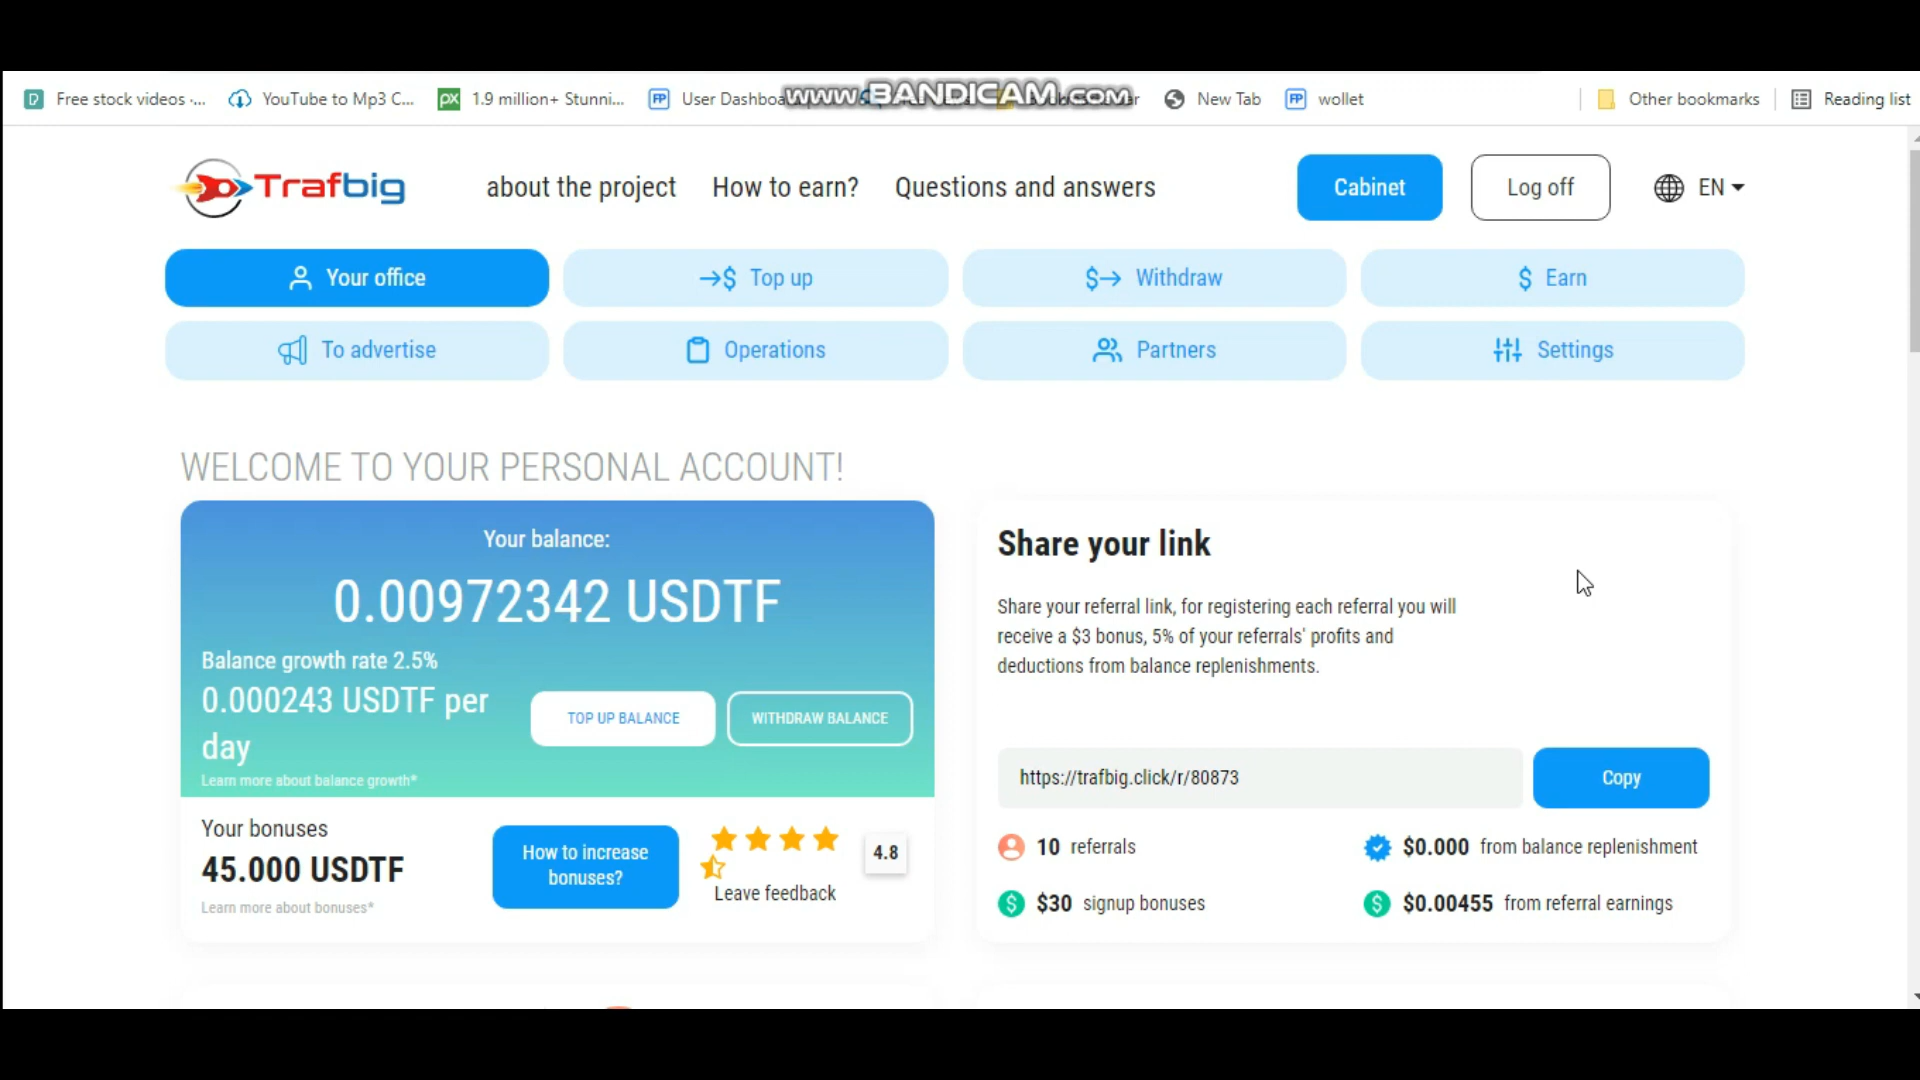 Free stock videos ·...
YouTube to Mp3 C...
1.9 million+ Stunni...
User Dashboa
www.BANDICAM.com
New Tab
wollet
Other bookmarks
Reading list
Trafbig
about the project
How to earn?
Questions and answers
Cabinet
Log off
EN
Your office
Top up
Withdraw
Earn
To advertise
Operations
Partners
Settings
WELCOME TO YOUR PERSONAL ACCOUNT!
Your balance:
0.00972342 USDTF
Balance growth rate 2.5%
0.000243 USDTF per
day
Learn more about balance growth*
TOP UP BALANCE
WITHDRAW BALANCE
Your bonuses
45.000 USDTF
Learn more about bonuses*
How to increase
bonuses?
4.8
Leave feedback
Share your link
Share your referral link, for registering each referral you will
receive a $3 bonus, 5% of your referrals' profits and
deductions from balance replenishments.
https://trafbig.click/r/80873
Copy
10 referrals
$0.000 from balance replenishment
$30 signup bonuses
$0.00455 from referral earnings